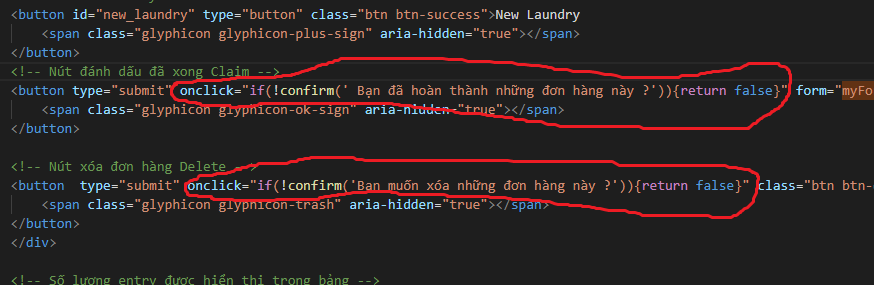 <button id="new_laundry" type="button" class="btn btn-success">New Laundry
<span class="glyphicon glyphicon-plus-sign" aria-hidden="true"></span>
</button>
<!-- Nút đánh dấu đã xong Claim -->
<button type="submit" onclick="if(!confirm(' Bạn đã hoàn thành những đơn hàng này ?')){return false}" form="myFo
<span class="glyphicon glyphicon-ok-sign" aria-hidden="true"></span>
</button>
<!-- Nút xóa đơn hàng Delete -->
<button type="submit" onclick="if(!confirm('Bạn muốn xóa những đơn hàng này ?')){return false}" class="btn btn-
<span class="glyphicon glyphicon-trash" aria-hidden="true"></span>
</button>
</div>
<!-- Số lượng entry được hiển thị trong bảng -->